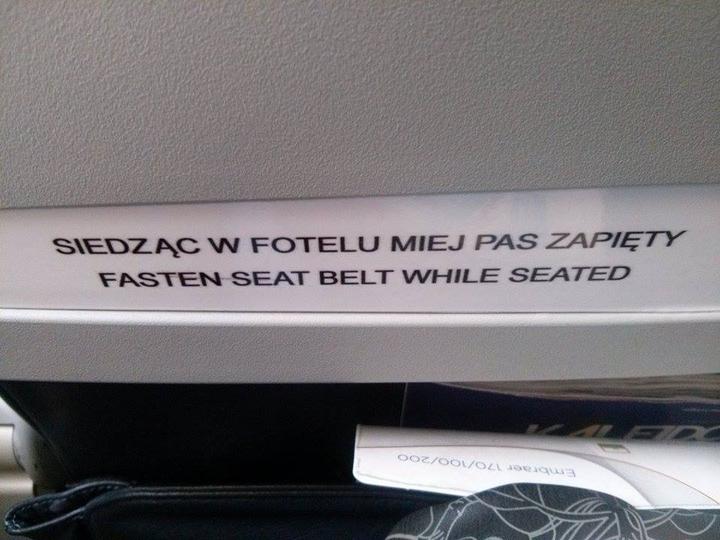 SIEDZĄC W FOTELU MIEJ PAS ZAPIĘTY
FASTEN SEAT BELT WHILE SEATED
Embraer 170/100/200